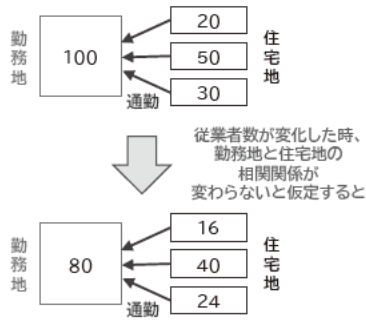 勤務地
100
20
50
30
住宅地
通勤
従業者数が変化した時、
勤務地と住宅地の
相関関係が
変わらないと仮定すると
勤務地
80
16
40
24
住宅地
通勤